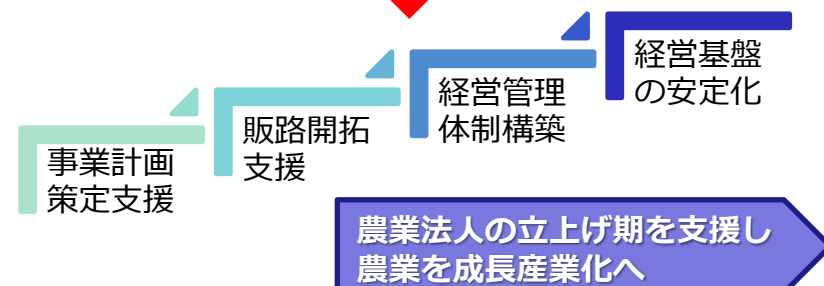 事業計画
策定支援
販路開拓
支援
経営管理
体制構築
経営基盤
の安定化
農業法人の立上げ期を支援し
農業を成長産業化へ